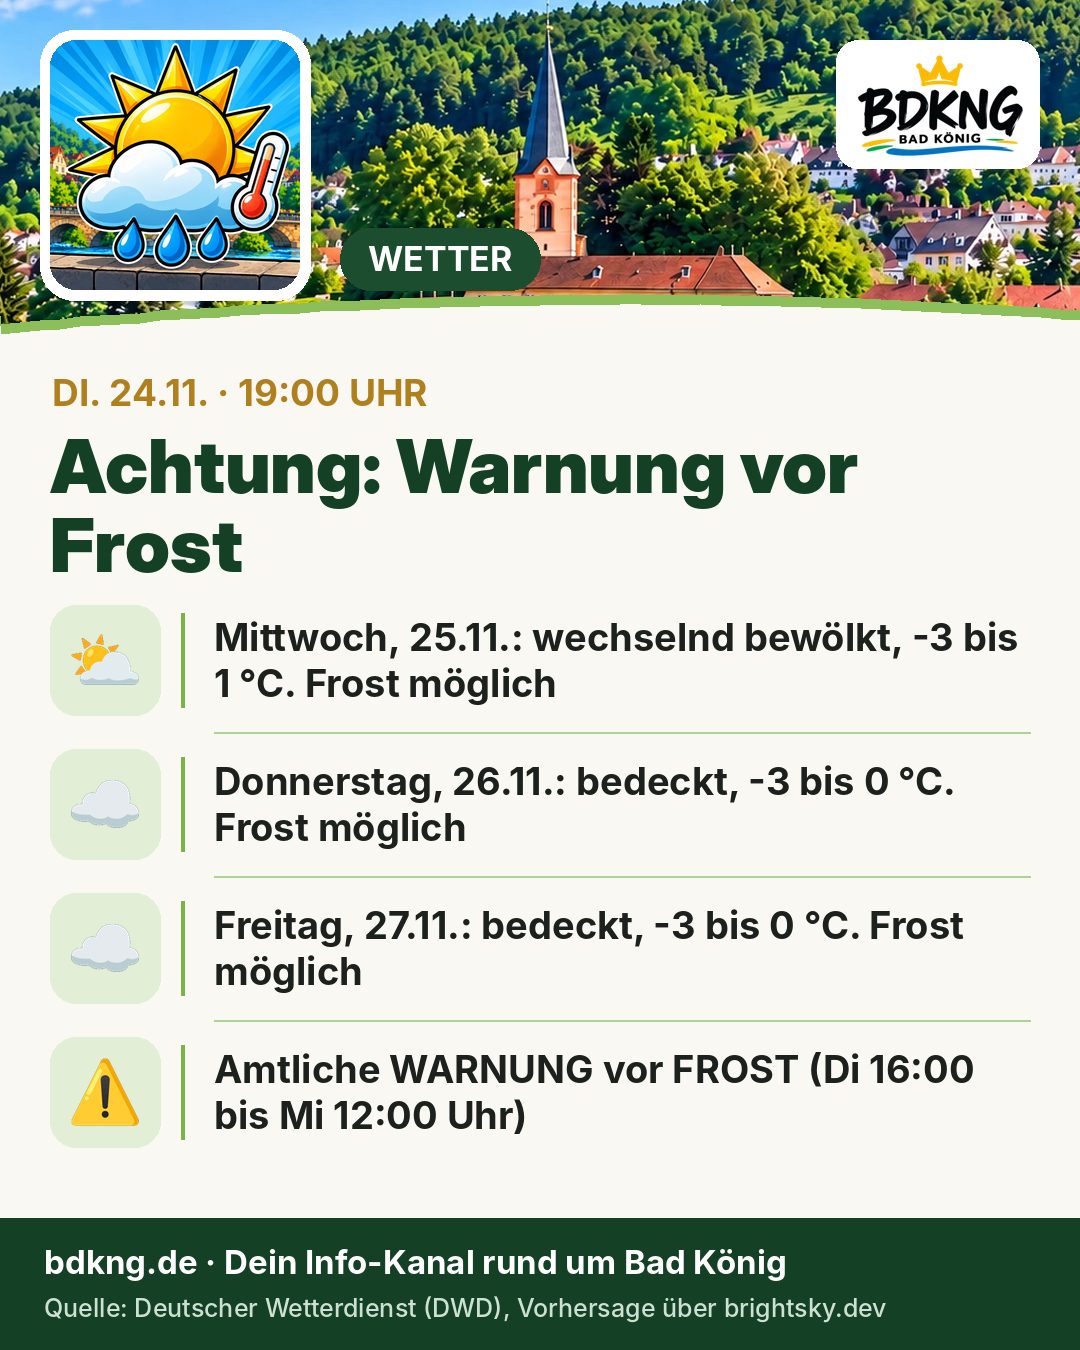 BDKNG
BAD KÖNIG
WETTER
DI. 24.11. · 19:00 UHR
Achtung: Warnung vor
Frost
Mittwoch, 25.11.: wechselnd bewölkt, -3 bis
1 °C. Frost möglich
Donnerstag, 26.11.: bedeckt, -3 bis 0 °C.
Frost möglich
Freitag, 27.11.: bedeckt, -3 bis 0 °C. Frost
möglich
Amtliche WARNUNG vor FROST (Di 16:00
bis Mi 12:00 Uhr)
bdkng.de · Dein Info-Kanal rund um Bad König
Quelle: Deutscher Wetterdienst (DWD), Vorhersage über brightsky.dev